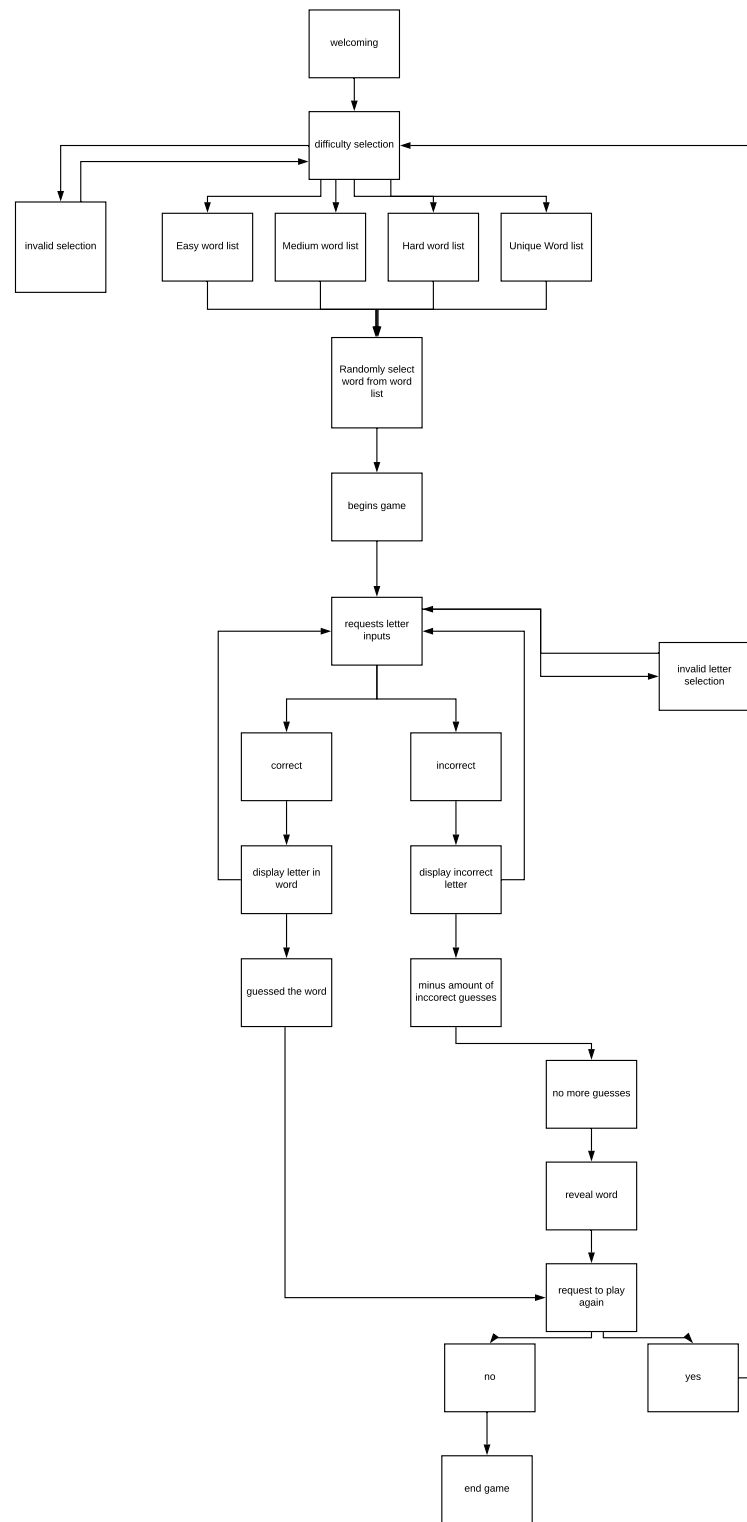 welcoming
difficulty selection
invalid selection
Easy word list
Medium word list
Hard word list
Unique Word list
Randomly select
word from word
list
begins game
requests letter
inputs
invalid letter
selection
correct
incorrect
display letter in
word
display incorrect
letter
guessed the word
minus amount of
inccorect guesses
no more guesses
reveal word
request to play
again
no
yes
end game